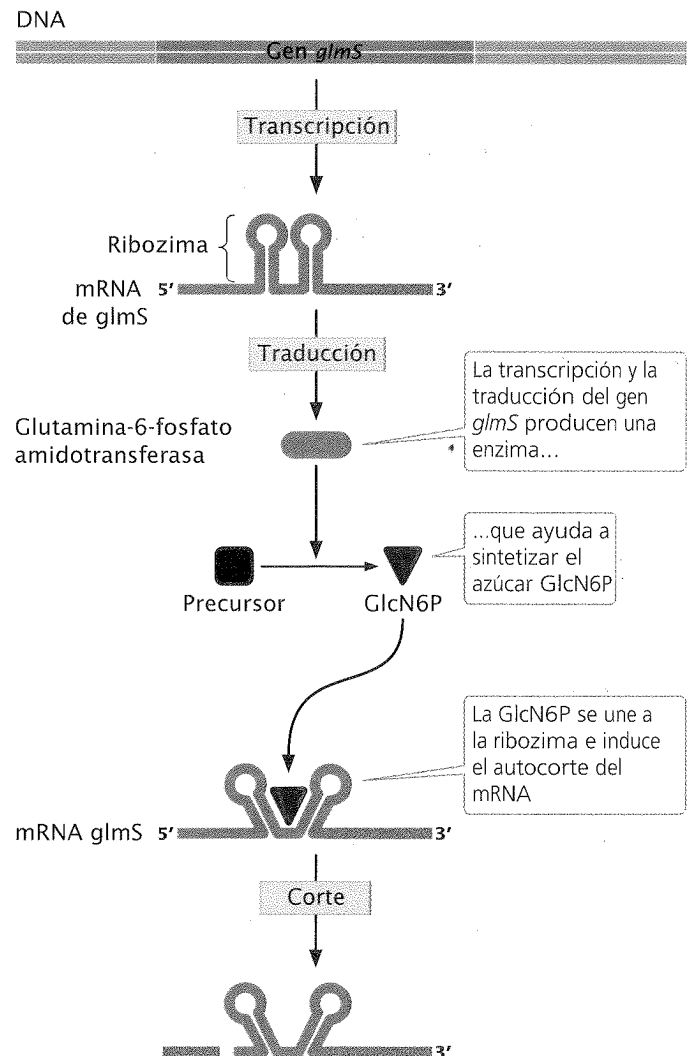 DNA
Gen glmS
Transcripción
Ribozima
mRNA 5' 3'
de glmS
Traducción
La transcripción y la
traducción del gen
glmS producen una
enzima...
Glutamina-6-fosfato
amidotransferasa
...que ayuda a
sintetizar el
azúcar GlcN6P
Precursor GlcN6P
La GlcN6P se une a
la ribozima e induce
el autocorte del
mRNA
mRNA glmS 5' 3'
Corte
3'